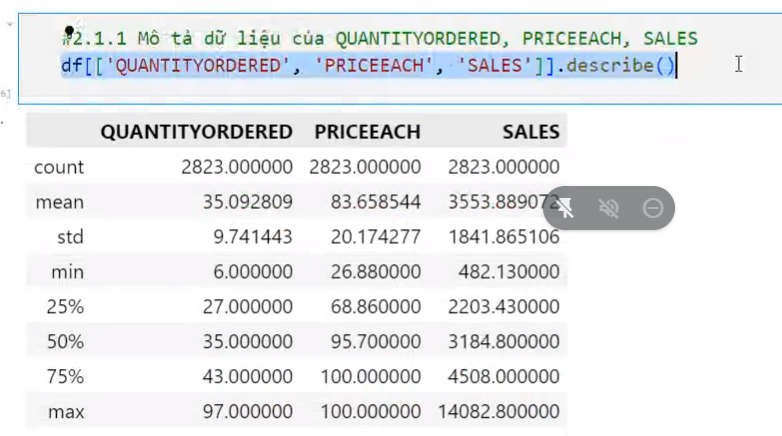 #2.1.1 Mô tả dữ liệu của QUANTITYORDERED, PRICEEACH, SALES
df[['QUANTITYORDERED', 'PRICEEACH', 'SALES']].describe()
QUANTITYORDERED PRICEEACH SALES
count 2823.000000 2823.000000 2823.000000
mean 35.092809 83.658544 3553.889072
std 9.741443 20.174277 1841.865106
min 6.000000 26.880000 482.130000
25% 27.000000 68.860000 2203.430000
50% 35.000000 95.700000 3184.800000
75% 43.000000 100.000000 4508.000000
max 97.000000 100.000000 14082.800000